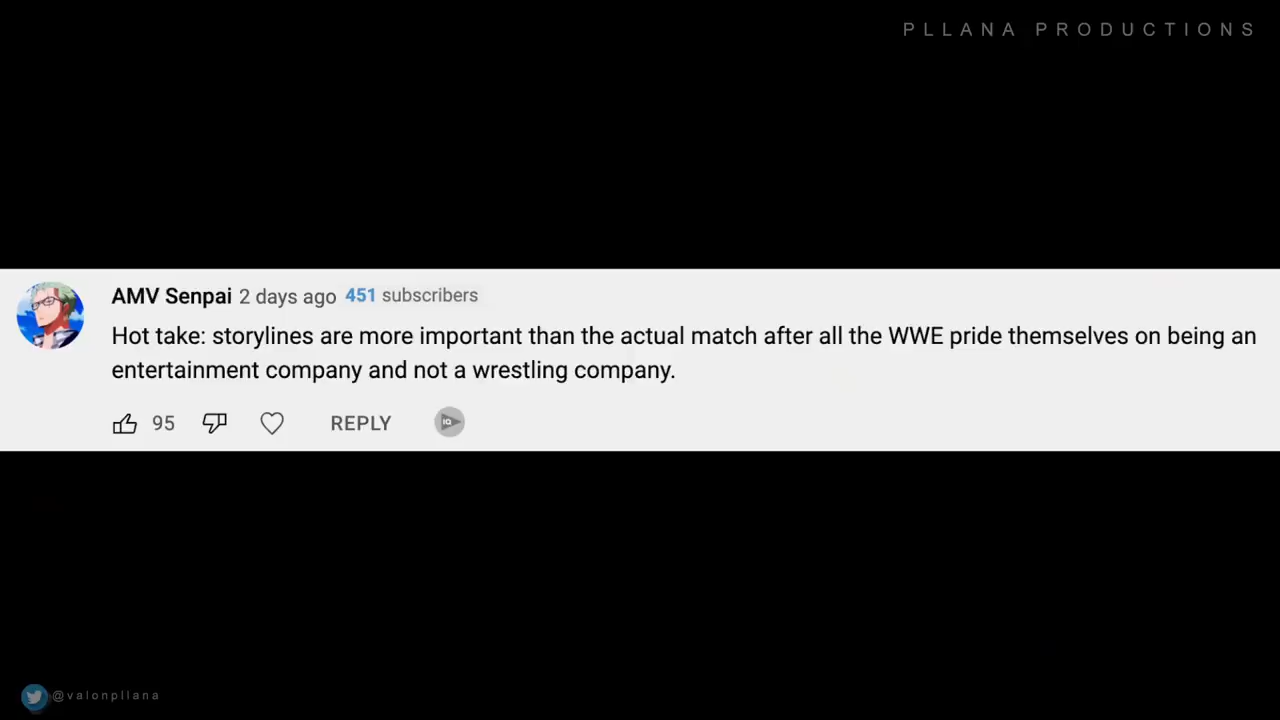 PLLANA PRODUCTIONS
AMV Senpai 2 days ago 451 subscribers
Hot take: storylines are more important than the actual match after all the WWE pride themselves on being an
entertainment company and not a wrestling company.
95 REPLY IQ
@valonpllana